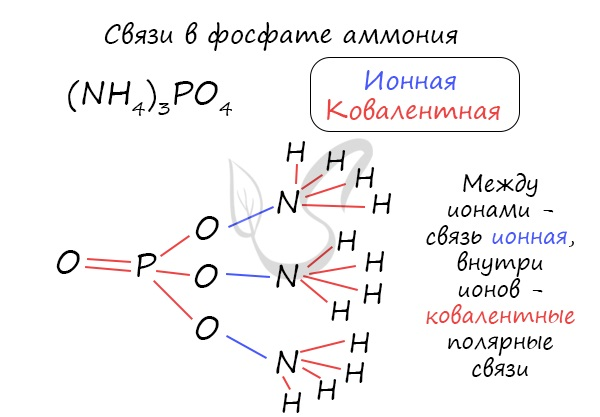 Связи в фосфате аммония
(NH₄)₃PO₄
Ионная
Ковалентная
H
H
H
H
N
O
H
O
P
O
N
H
H
H
O
N
H
H
H
H
Между
ионами -
связь ионная,
внутри
ионов -
ковалентные
полярные
связи